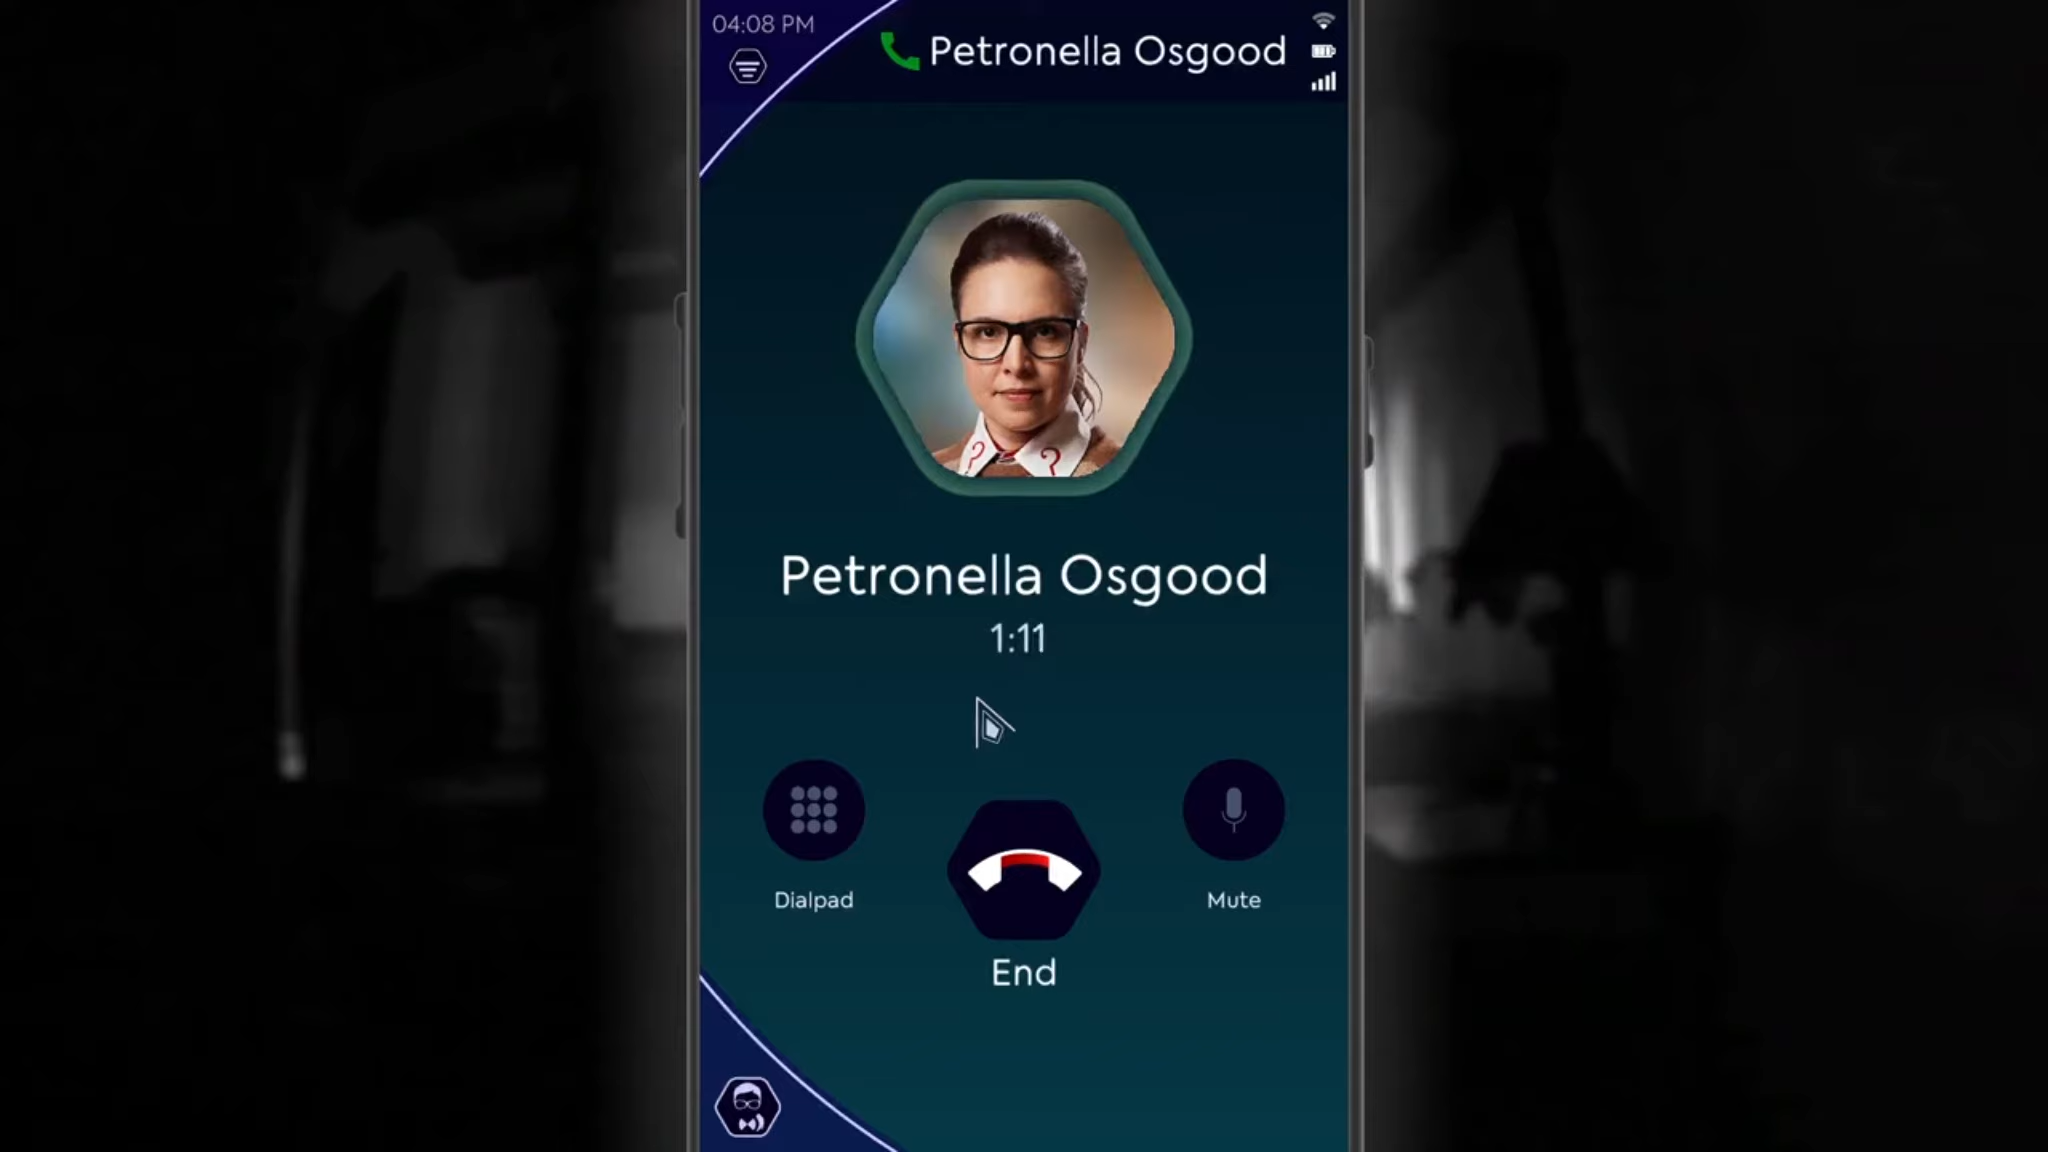 04:08 PM
Petronella Osgood
? ?
Petronella Osgood
1:11
Dialpad
Mute
End